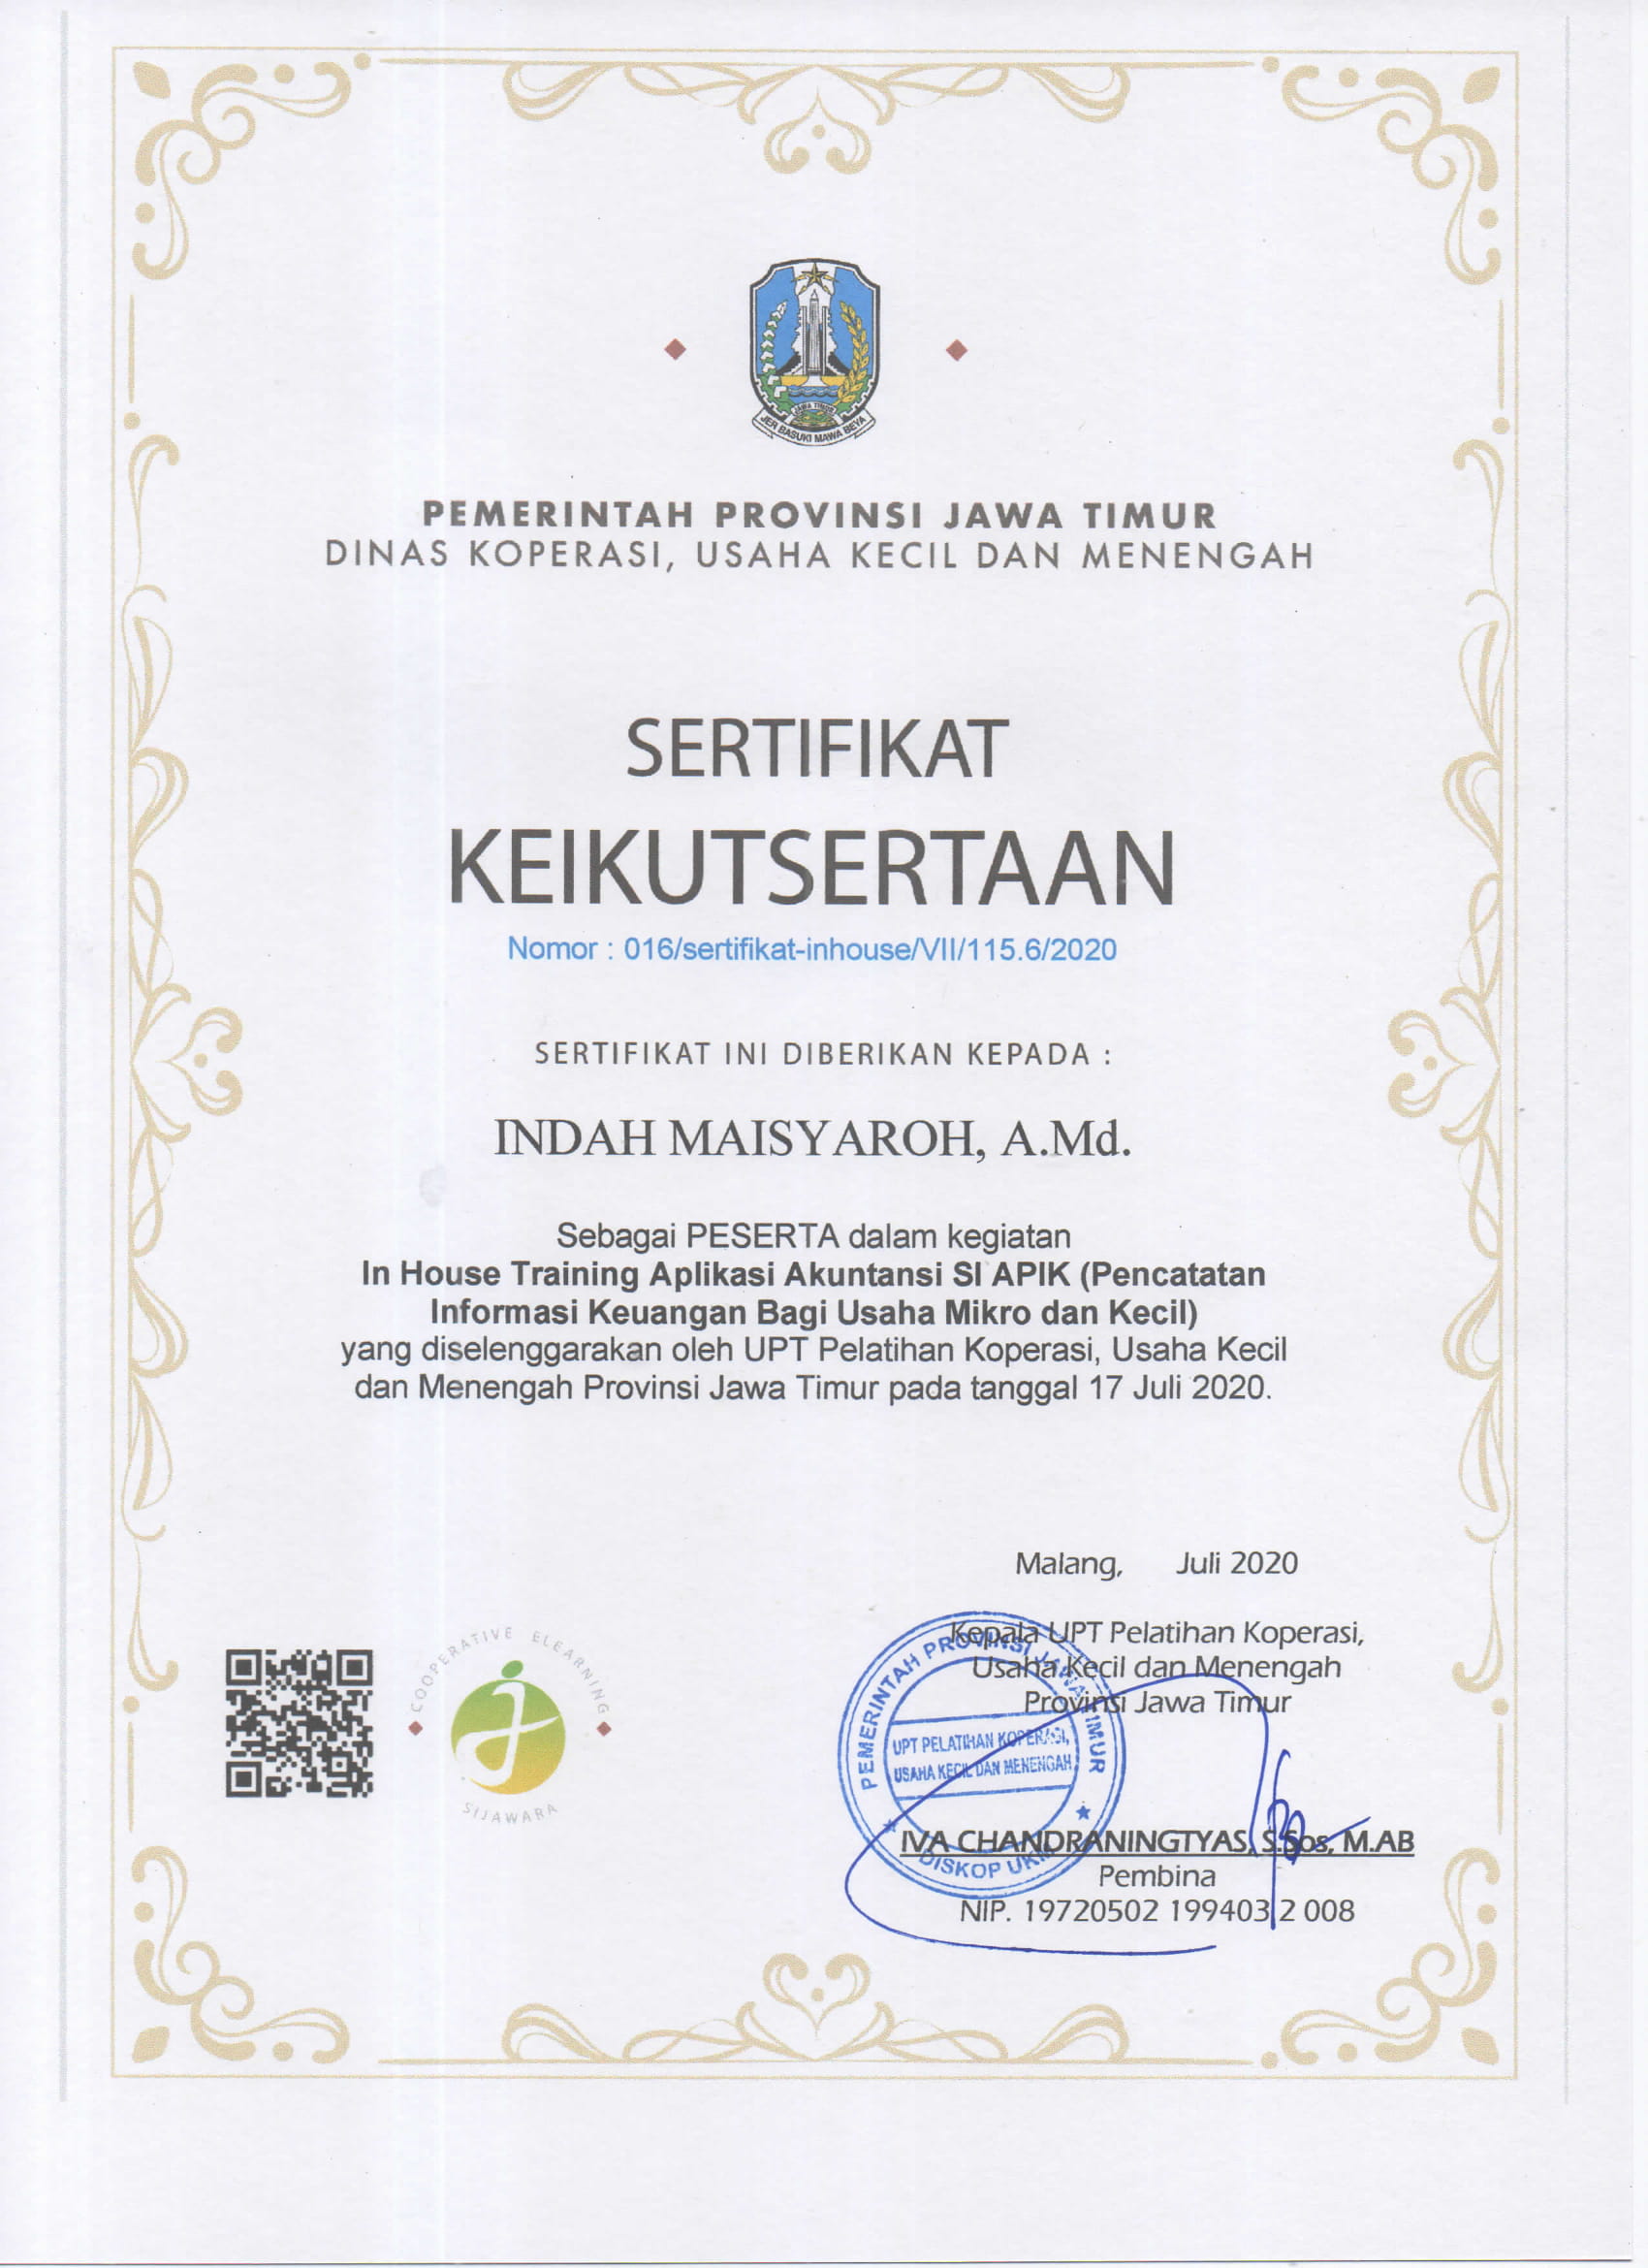 JAWA TIMUR
JER BASUKI MAWA BEYA
PEMERINTAH PROVINSI JAWA TIMUR
DINAS KOPERASI, USAHA KECIL DAN MENENGAH
SERTIFIKAT
KEIKUTSERTAAN
Nomor : 016/sertifikat-inhouse/VII/115.6/2020
SERTIFIKAT INI DIBERIKAN KEPADA :
INDAH MAISYAROH, A.Md.
Sebagai PESERTA dalam kegiatan
In House Training Aplikasi Akuntansi SI APIK (Pencatatan
Informasi Keuangan Bagi Usaha Mikro dan Kecil)
yang diselenggarakan oleh UPT Pelatihan Koperasi, Usaha Kecil
dan Menengah Provinsi Jawa Timur pada tanggal 17 Juli 2020.
Malang, Juli 2020
Kepala UPT Pelatihan Koperasi,
Usaha Kecil dan Menengah
Provinsi Jawa Timur
COOPERATIVE ELEARNING
SIJAWARA
PEMERINTAH PROVINSI JAWA TIMUR
UPT PELATIHAN KOPERASI,
USAHA KECIL DAN MENENGAH
DISKOP UKM
IVA CHANDRANINGTYAS, S.Sos, M.AB
Pembina
NIP. 19720502 199403 2 008